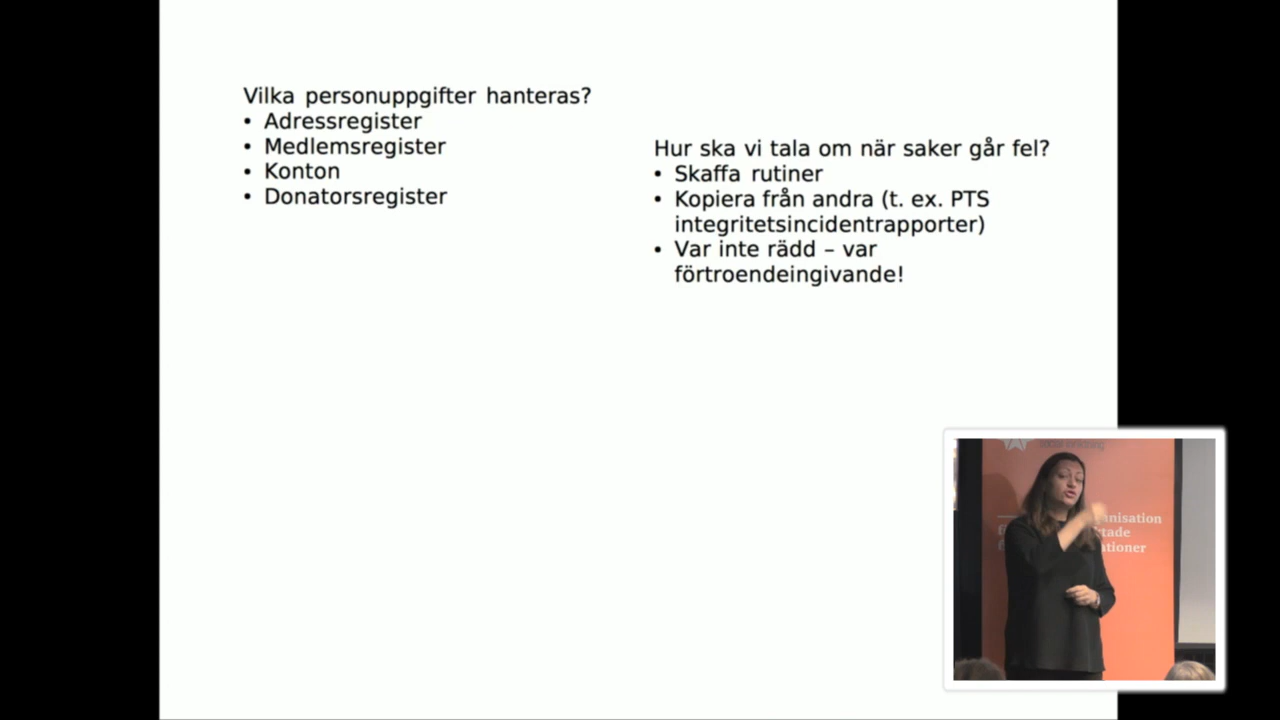 Vilka personuppgifter hanteras?
• Adressregister
• Medlemsregister
• Konton
• Donatorsregister
Hur ska vi tala om när saker går fel?
• Skaffa rutiner
• Kopiera från andra (t. ex. PTS
integritetsincidentrapporter)
• Var inte rädd – var
förtroendeingivande!